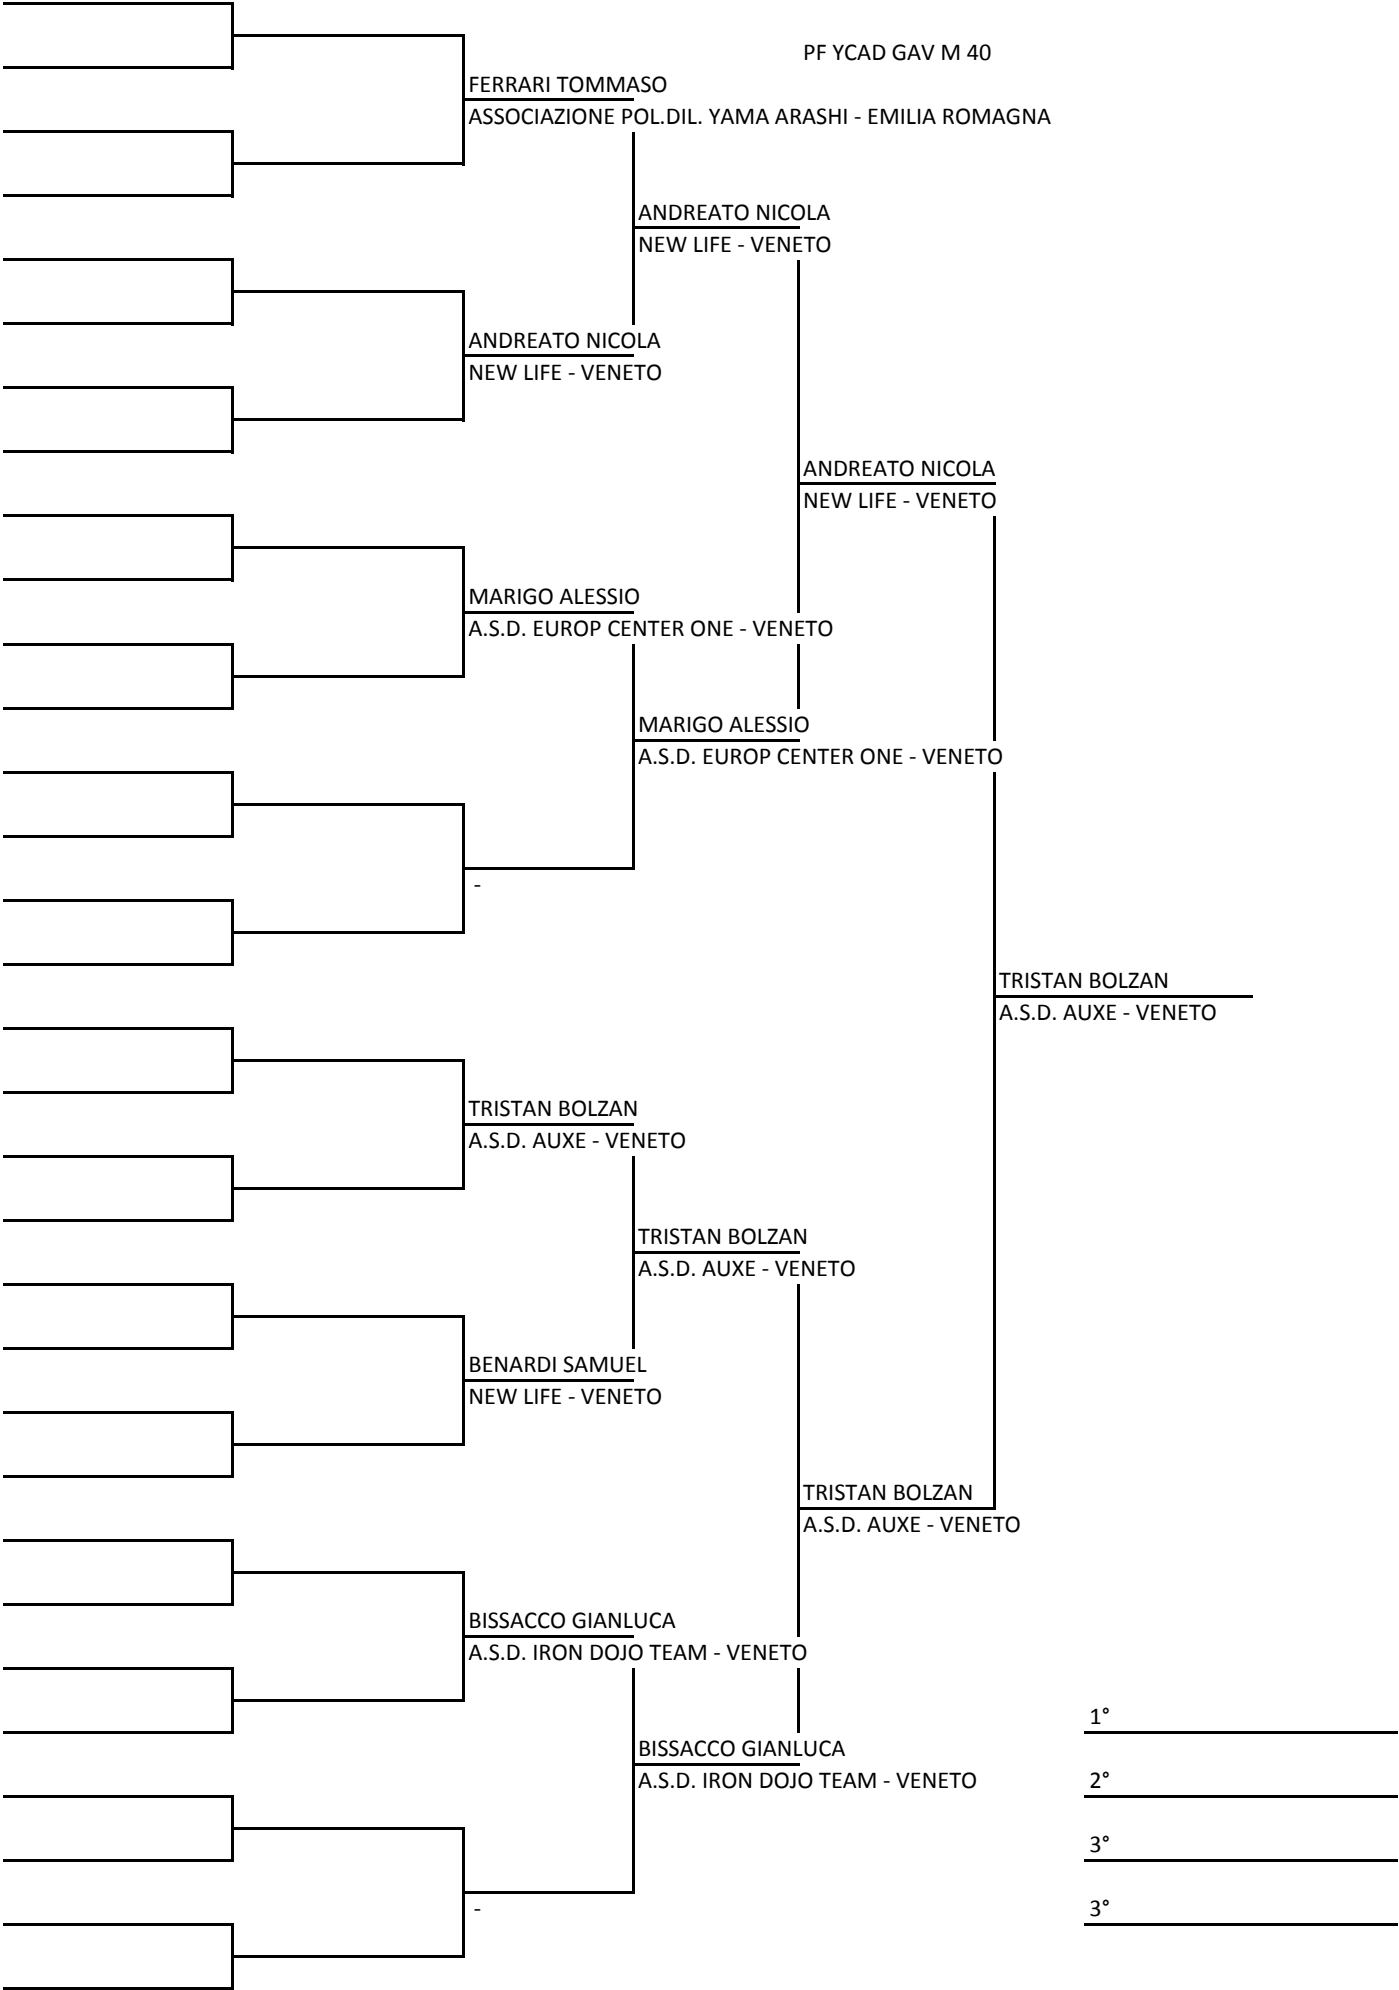 PF YCAD GAV M 40
FERRARI TOMMASO
ASSOCIAZIONE POL.DIL. YAMA ARASHI - EMILIA ROMAGNA
ANDREATO NICOLA
NEW LIFE - VENETO
ANDREATO NICOLA
NEW LIFE - VENETO
ANDREATO NICOLA
NEW LIFE - VENETO
MARIGO ALESSIO
A.S.D. EUROP CENTER ONE - VENETO
MARIGO ALESSIO
A.S.D. EUROP CENTER ONE - VENETO
-
TRISTAN BOLZAN
A.S.D. AUXE - VENETO
TRISTAN BOLZAN
A.S.D. AUXE - VENETO
TRISTAN BOLZAN
A.S.D. AUXE - VENETO
BENARDI SAMUEL
NEW LIFE - VENETO
TRISTAN BOLZAN
A.S.D. AUXE - VENETO
BISSACCO GIANLUCA
A.S.D. IRON DOJO TEAM - VENETO
1°
BISSACCO GIANLUCA
A.S.D. IRON DOJO TEAM - VENETO
2°
3°
-
3°